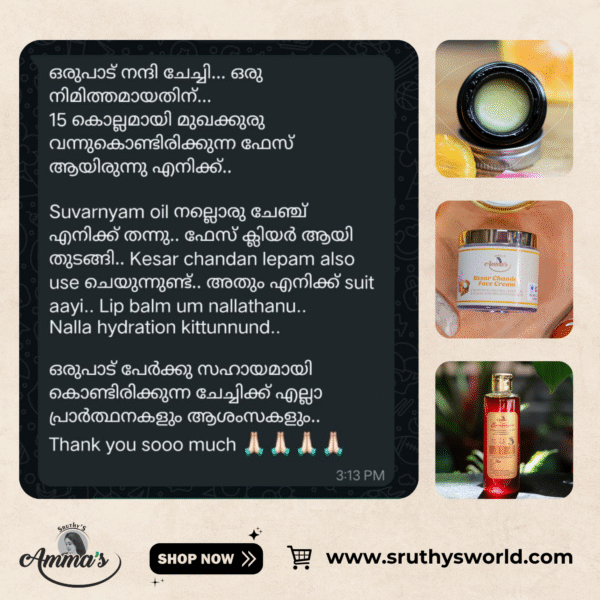 ഒരുപാട് നന്ദി ചേച്ചി... ഒരു
നിമിത്തമായതിന്...
15 കൊല്ലമായി മുഖക്കുരു
വന്നുകൊണ്ടിരിക്കുന്ന ഫേസ്
ആയിരുന്നു എനിക്ക്..
Suvarnyam oil നല്ലൊരു ചേഞ്ച്
എനിക്ക് തന്നു.. ഫേസ് ക്ലിയർ ആയി
തുടങ്ങി.. Kesar chandan lepam also
use ചെയുന്നുണ്ട്.. അതും എനിക്ക് suit
aayi.. Lip balm um nallathanu..
Nalla hydration kittunnund..
ഒരുപാട് പേർക്കു സഹായമായി
കൊണ്ടിരിക്കുന്ന ചേച്ചിക്ക് എല്ലാ
പ്രാർത്ഥനകളും ആശംസകളും..
Thank you sooo much 🙏🏻 🙏🏻 🙏🏻 🙏🏻
3:13 PM
Amma's
Kesar Chandan
Face Cream
SRUTHY'S
Amma's
SHOP NOW
www.sruthysworld.com